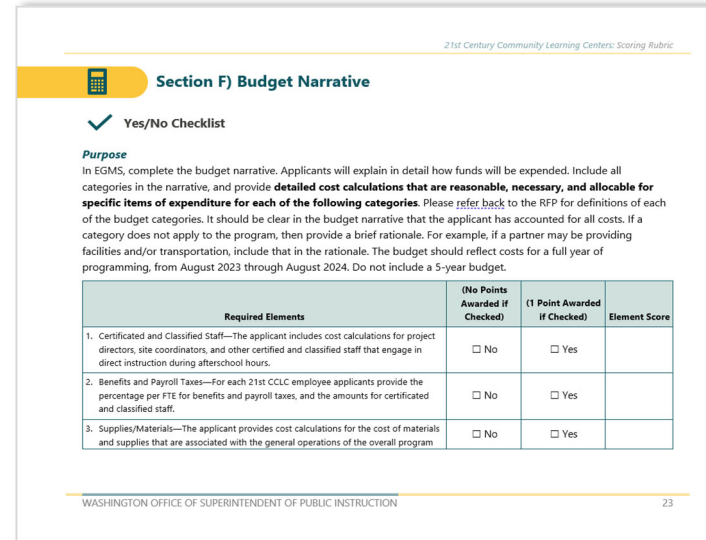 21st Century Community Learning Centers: Scoring Rubric
Section F) Budget Narrative
Yes/No Checklist
Purpose
In EGMS, complete the budget narrative. Applicants will explain in detail how funds will be expended. Include all
categories in the narrative, and provide detailed cost calculations that are reasonable, necessary, and allocable for
specific items of expenditure for each of the following categories. Please refer back to the RFP for definitions of each
of the budget categories. It should be clear in the budget narrative that the applicant has accounted for all costs. If a
category does not apply to the program, then provide a brief rationale. For example, if a partner may be providing
facilities and/or transportation, include that in the rationale. The budget should reflect costs for a full year of
programming, from August 2023 through August 2024. Do not include a 5-year budget.
Required Elements
(No Points
Awarded if
Checked)
(1 Point Awarded
if Checked)
Element Score
1. Certificated and Classified Staff—The applicant includes cost calculations for project
directors, site coordinators, and other certified and classified staff that engage in
direct instruction during afterschool hours.
☐ No
☐ Yes
2. Benefits and Payroll Taxes—For each 21st CCLC employee applicants provide the
percentage per FTE for benefits and payroll taxes, and the amounts for certificated
and classified staff.
☐ No
☐ Yes
3. Supplies/Materials—The applicant provides cost calculations for the cost of materials
and supplies that are associated with the general operations of the overall program
☐ No
☐ Yes
WASHINGTON OFFICE OF SUPERINTENDENT OF PUBLIC INSTRUCTION
23